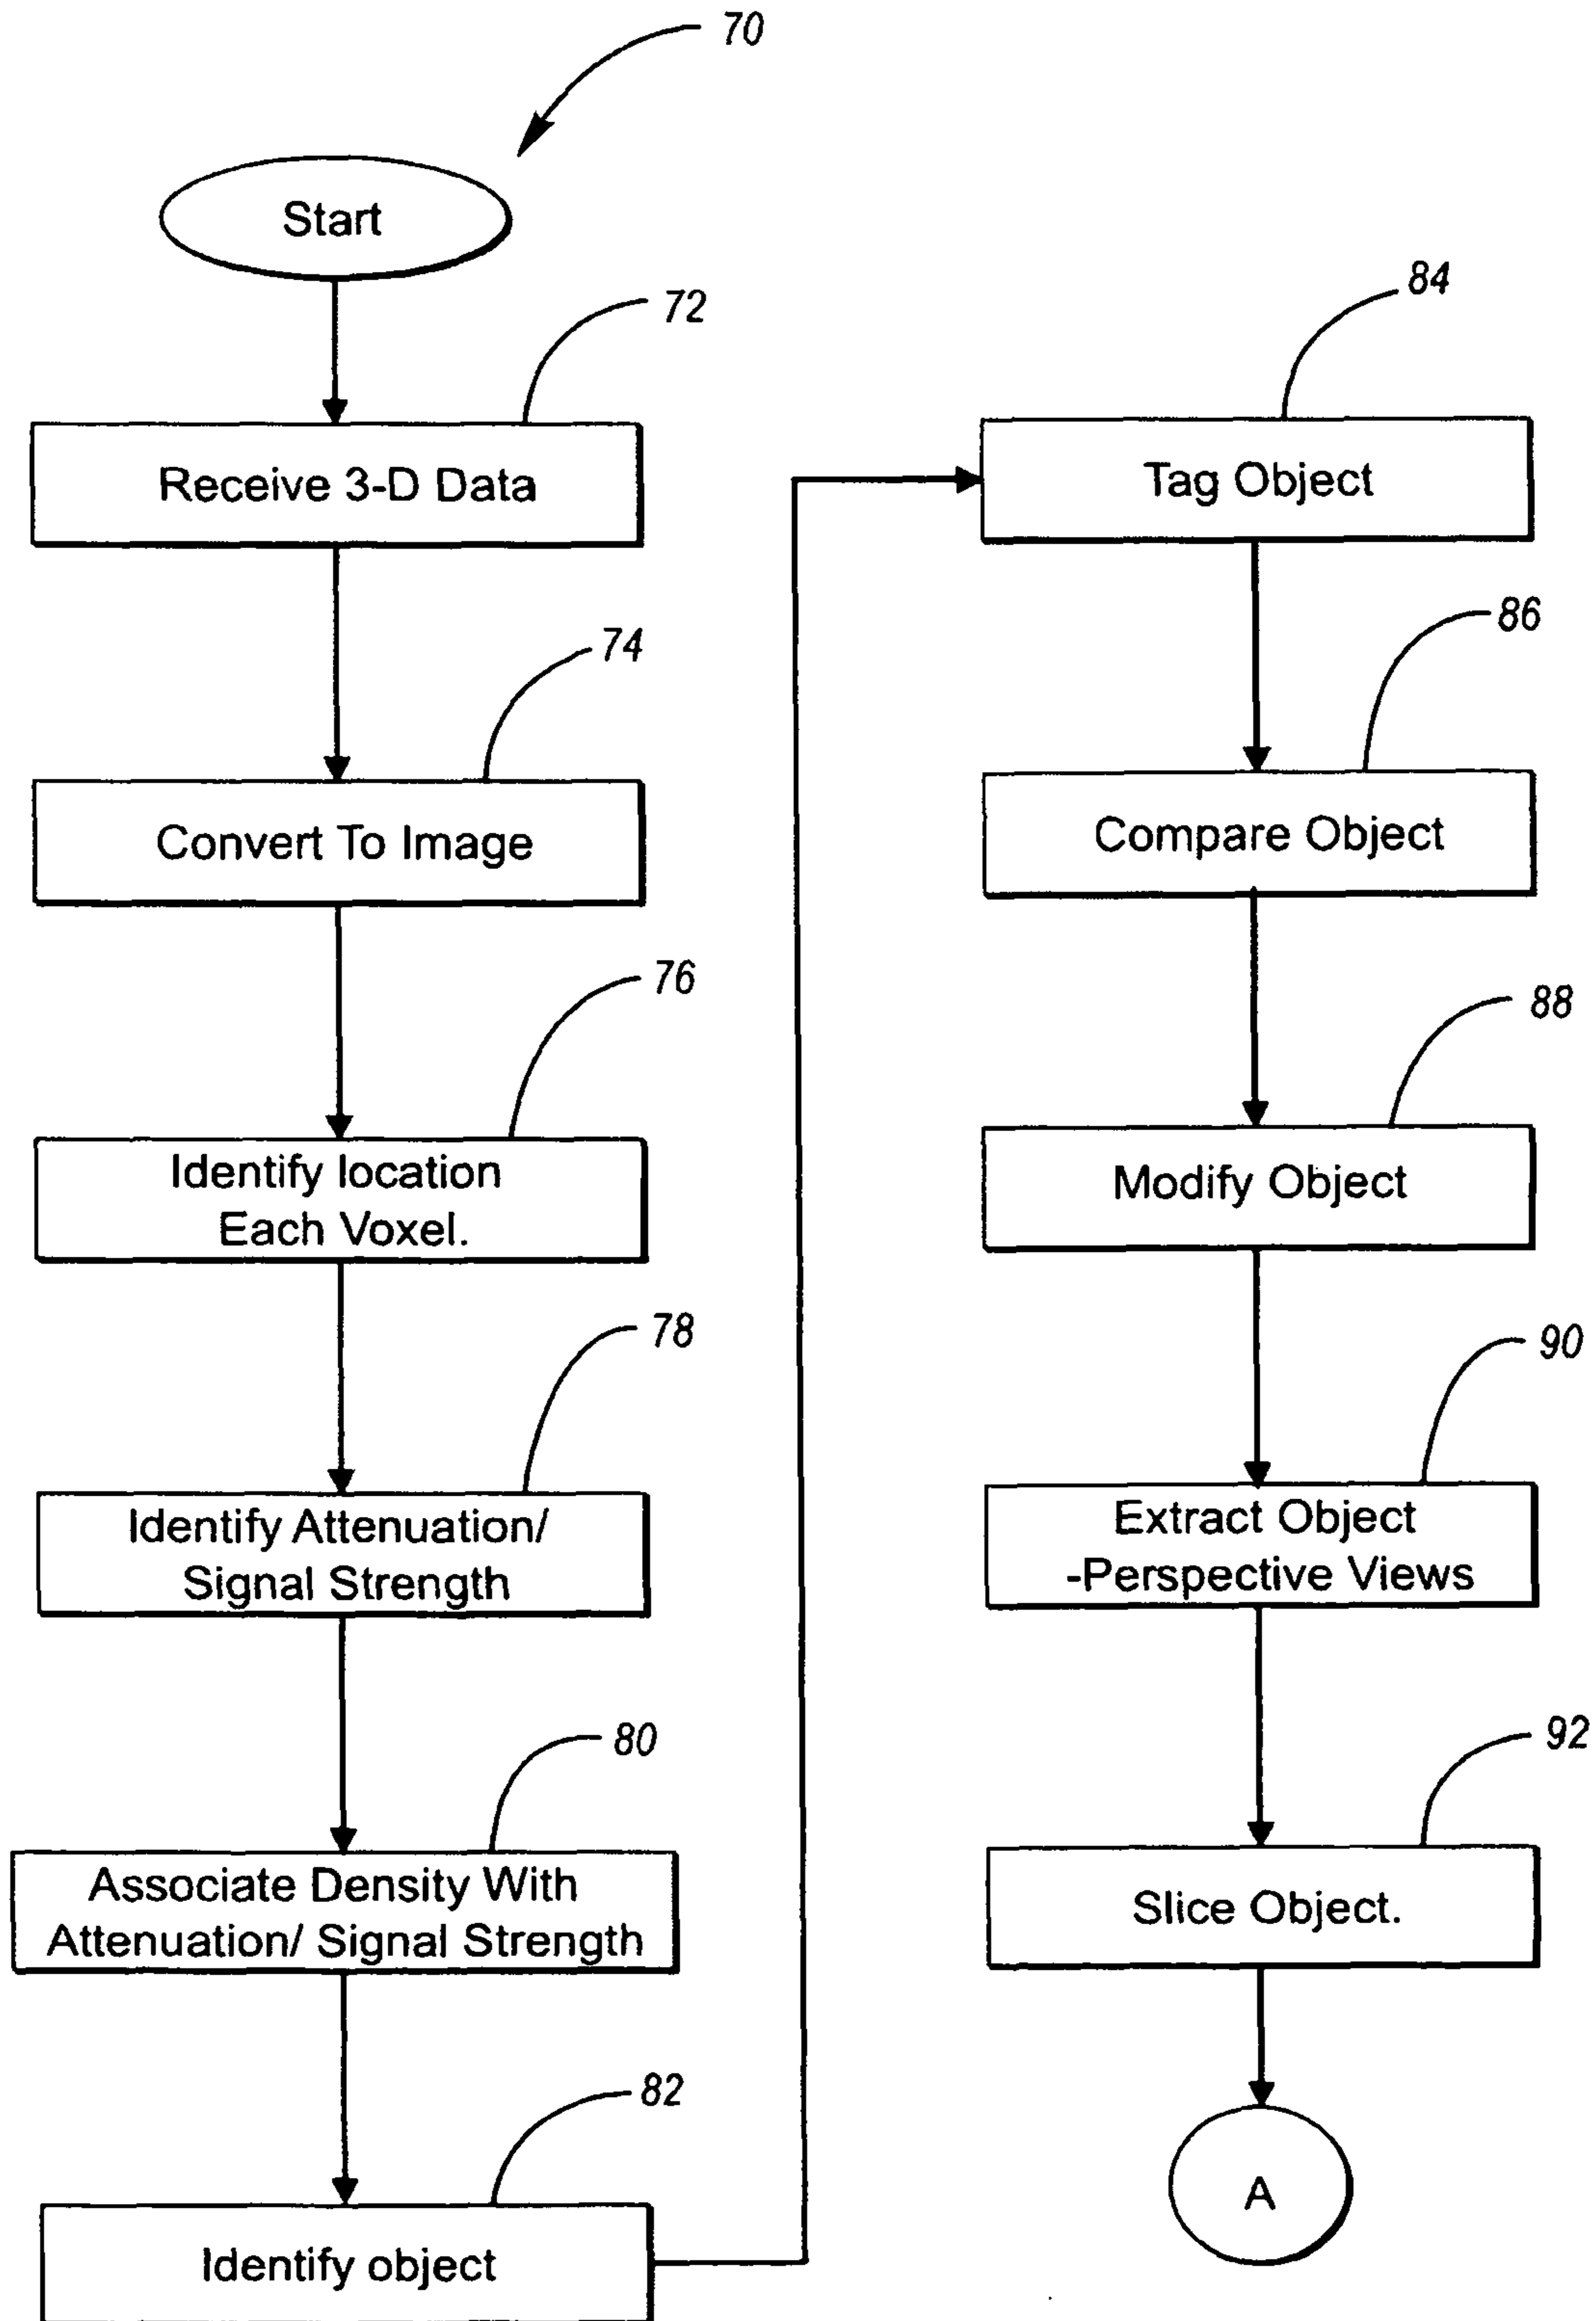 70
Start
72
Receive 3-D Data
74
Convert To Image
76
Identify location
Each Voxel.
78
Identify Attenuation/
Signal Strength
80
Associate Density With
Attenuation/ Signal Strength
82
Identify object
84
Tag Object
86
Compare Object
88
Modify Object
90
Extract Object
-Perspective Views
92
Slice Object.
A